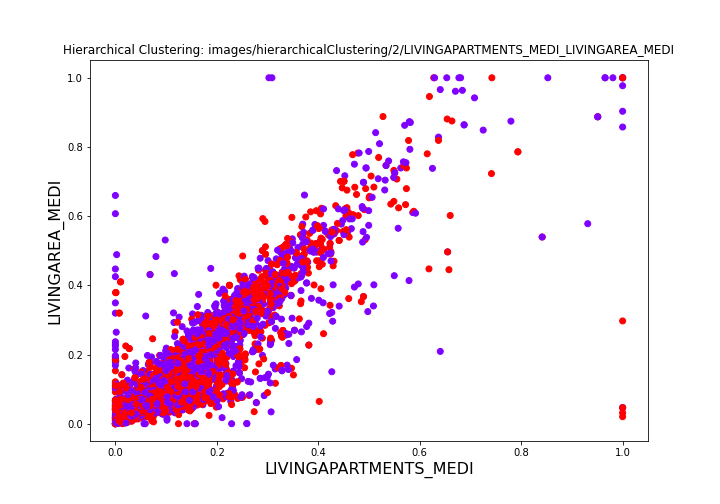 Hierarchical Clustering: images/hierarchicalClustering/2/LIVINGAPARTMENTS_MEDI_LIVINGAREA_MEDI
1.0
0.8
0.6
0.4
0.2
0.0
LIVINGAREA_MEDI
0.0 0.2 0.4 0.6 0.8 1.0
LIVINGAPARTMENTS_MEDI